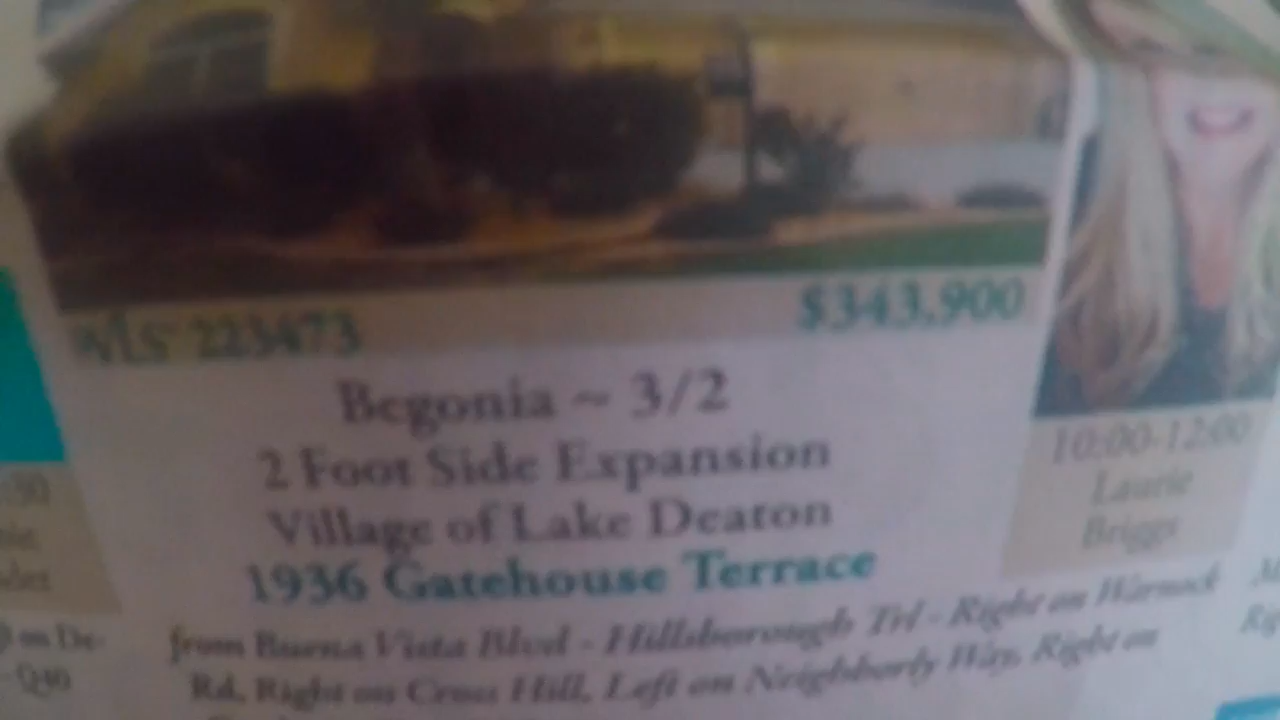 VLS 223473
$343,900
Begonia ~ 3/2
2 Foot Side Expansion
Village of Lake Deaton
1936 Gatehouse Terrace
from Buena Vista Blvd - Hillsborough Trl - Right on Warnock
Rd, Right on Cross Hill, Left on Neighborly Way, Right on
10:00-12:00
Laurie
Briggs